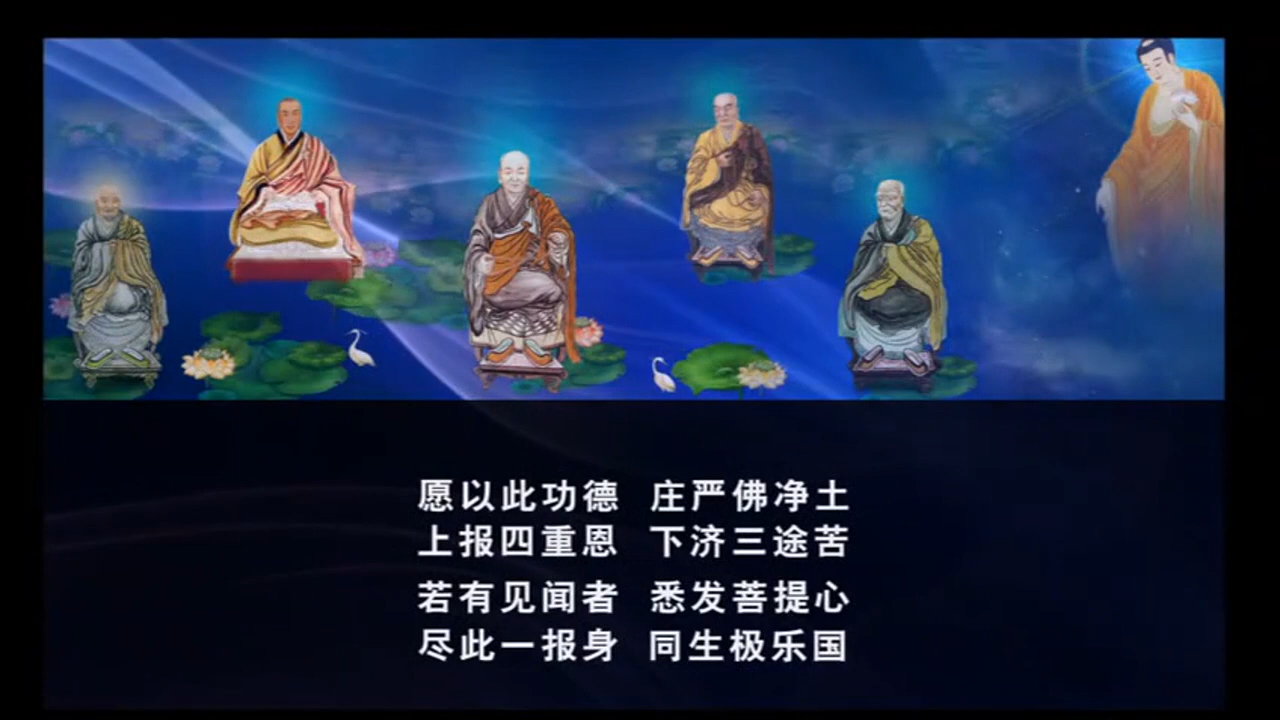 愿以此功德 庄严佛净土
上报四重恩 下济三途苦
若有见闻者 悉发菩提心
尽此一报身 同生极乐国